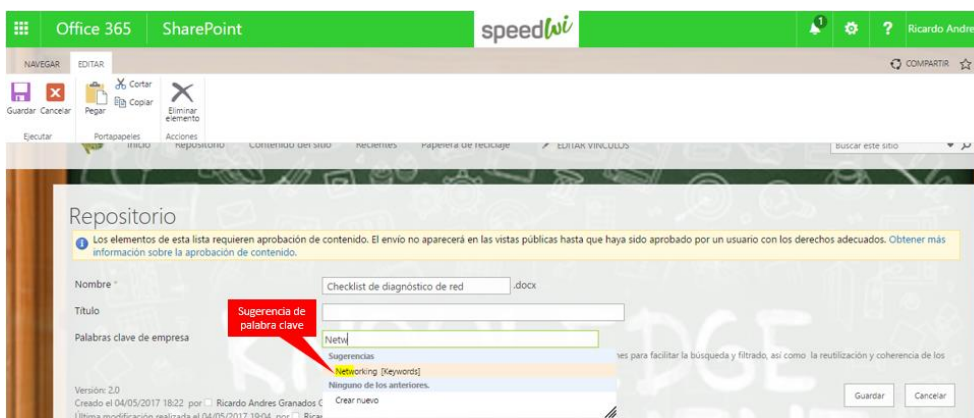 Office 365 SharePoint speedwi 1 ? Ricardo Andre
NAVEGAR EDITAR COMPARTIR
Guardar Cancelar Pegar Cortar Copiar Eliminar elemento
Ejecutar Portapapeles Acciones
Inicio Repositorio Contenido del sitio Recientes Papelera de reciclaje EDITAR VÍNCULOS Buscar este sitio
Repositorio
Los elementos de esta lista requieren aprobación de contenido. El envío no aparecerá en las vistas públicas hasta que haya sido aprobado por un usuario con los derechos adecuados. Obtener más
información sobre la aprobación de contenido.
Nombre * Checklist de diagnóstico de red .docx
Título
Sugerencia de
palabra clave
Palabras clave de empresa Netw
Sugerencias
nes para facilitar la búsqueda y filtrado, así como la reutilización y coherencia de los
Networking [Keywords]
Ninguno de los anteriores.
Crear nuevo
Versión: 2.0
Creado el 04/05/2017 18:22 por Ricardo Andres Granados G
Última modificación realizada el 04/05/2017 19:04 por Ricar
Guardar Cancelar